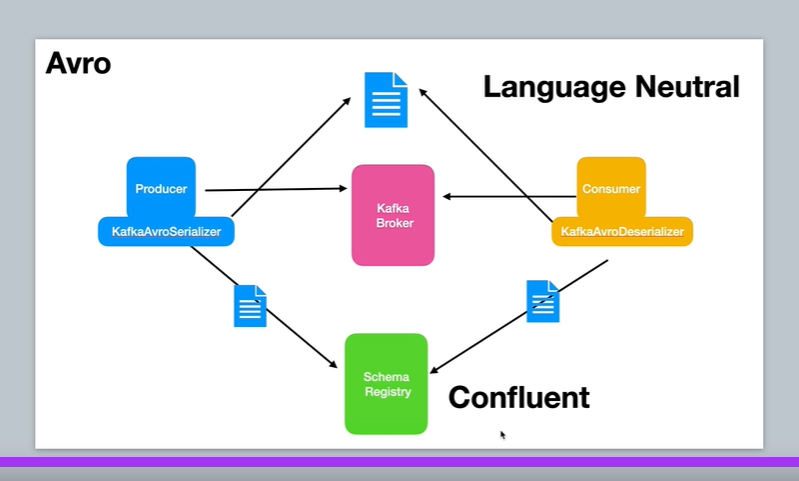 Avro
Language Neutral
Producer
KafkaAvroSerializer
Kafka
Broker
Consumer
KafkaAvroDeserializer
Schema
Registry
Confluent